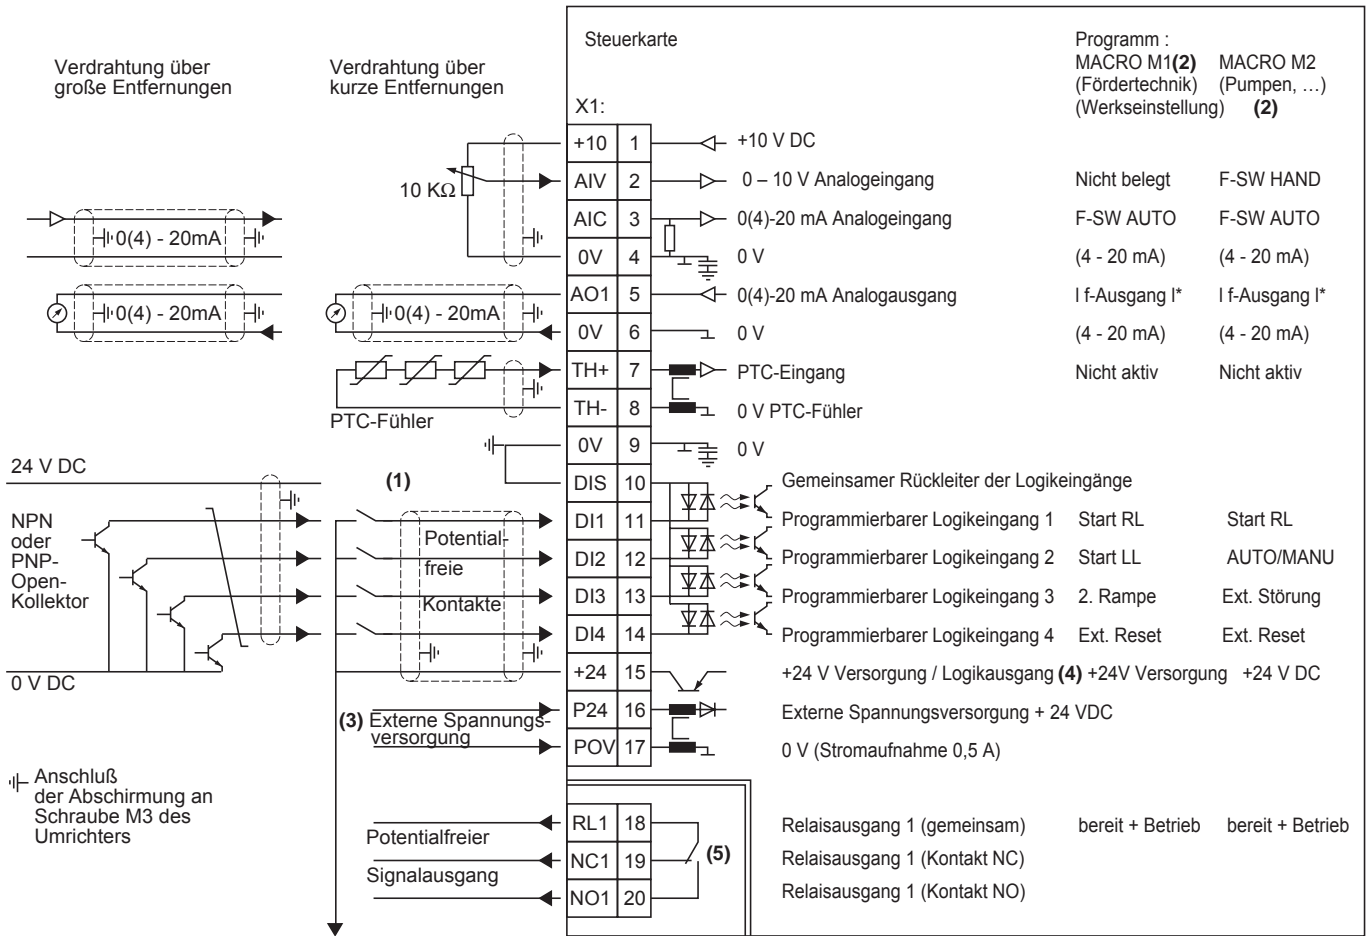 Steuerkarte
Programm :
MACRO M1(2) MACRO M2
(Fördertechnik) (Pumpen, …)
(Werkseinstellung) (2)
Verdrahtung über
große Entfernungen
Verdrahtung über
kurze Entfernungen
X1:
+10 1 +10 V DC
10 KΩ
AIV 2 0 – 10 V Analogeingang Nicht belegt F-SW HAND
AIC 3 0(4)-20 mA Analogeingang F-SW AUTO F-SW AUTO
0(4) - 20mA
0V 4 0 V (4 - 20 mA) (4 - 20 mA)
AO1 5 0(4)-20 mA Analogausgang I f-Ausgang I* I f-Ausgang I*
0(4) - 20mA 0(4) - 20mA
0V 6 0 V (4 - 20 mA) (4 - 20 mA)
TH+ 7 PTC-Eingang Nicht aktiv Nicht aktiv
TH- 8 0 V PTC-Fühler
PTC-Fühler
0V 9 0 V
24 V DC
(1)
DIS 10 Gemeinsamer Rückleiter der Logikeingänge
NPN
oder
PNP-
Open-
Kollektor
DI1 11 Programmierbarer Logikeingang 1 Start RL Start RL
Potential-
freie
Kontakte
DI2 12 Programmierbarer Logikeingang 2 Start LL AUTO/MANU
DI3 13 Programmierbarer Logikeingang 3 2. Rampe Ext. Störung
DI4 14 Programmierbarer Logikeingang 4 Ext. Reset Ext. Reset
0 V DC
+24 15 +24 V Versorgung / Logikausgang (4) +24V Versorgung +24 V DC
(3) Externe Spannungs-
versorgung
P24 16 Externe Spannungsversorgung + 24 VDC
POV 17 0 V (Stromaufnahme 0,5 A)
Anschluß
der Abschirmung an
Schraube M3 des
Umrichters
Potentialfreier
Signalausgang
RL1 18 Relaisausgang 1 (gemeinsam) bereit + Betrieb bereit + Betrieb
NC1 19 (5) Relaisausgang 1 (Kontakt NC)
NO1 20 Relaisausgang 1 (Kontakt NO)